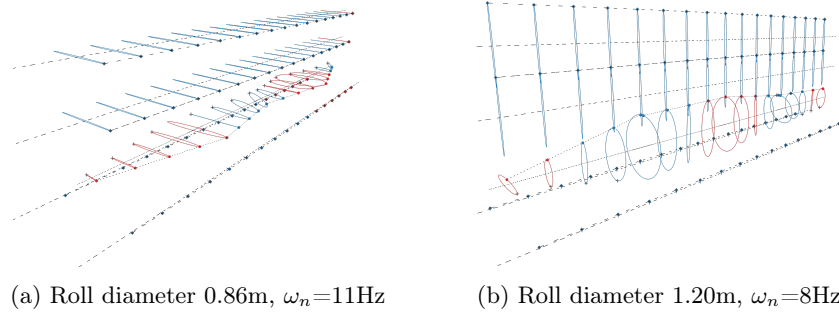 (a) Roll diameter 0.86m, ωn=11Hz
(b) Roll diameter 1.20m, ωn=8Hz